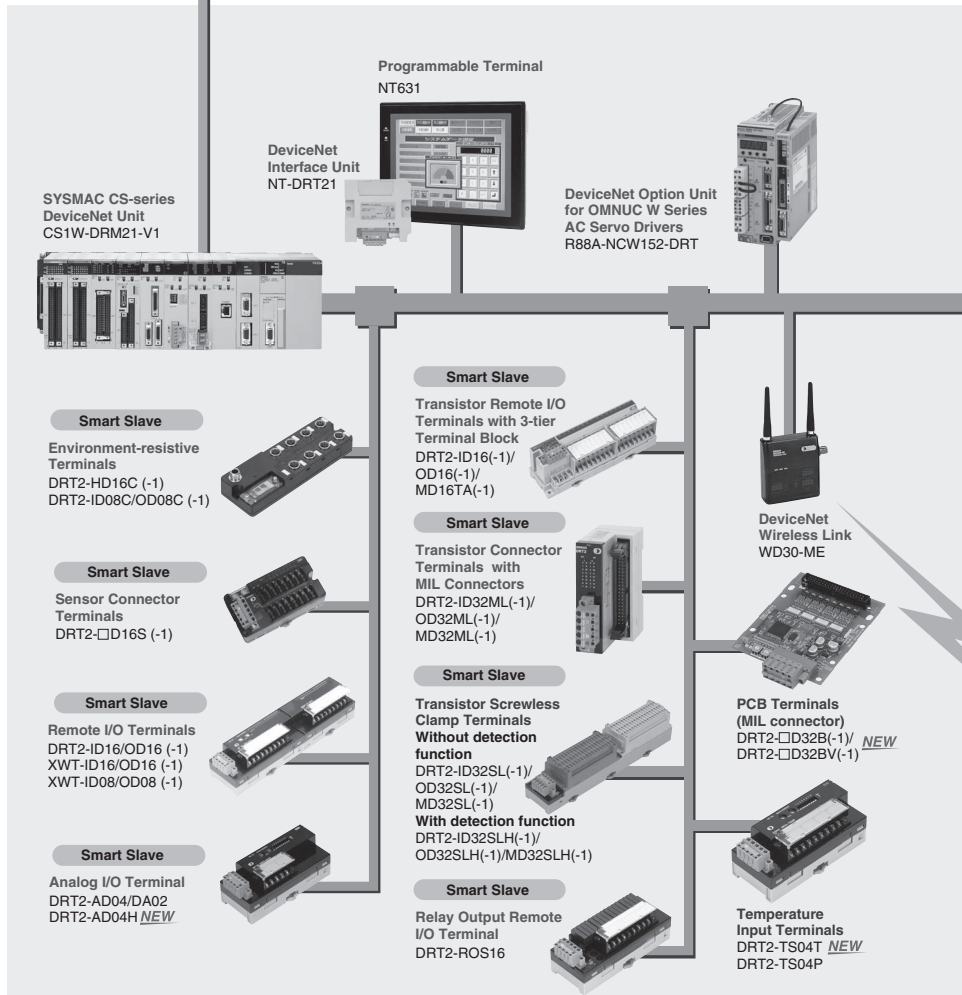 Programmable Terminal
NT631
DeviceNet
Interface Unit
NT-DRT21
SYSMAC CS-series
DeviceNet Unit
CS1W-DRM21-V1
DeviceNet Option Unit
for OMNUC W Series
AC Servo Drivers
R88A-NCW152-DRT
Smart Slave
Environment-resistive
Terminals
DRT2-HD16C (-1)
DRT2-ID08C/OD08C (-1)
Smart Slave
Sensor Connector
Terminals
DRT2-□D16S (-1)
Smart Slave
Remote I/O Terminals
DRT2-ID16/OD16 (-1)
XWT-ID16/OD16 (-1)
XWT-ID08/OD08 (-1)
Smart Slave
Analog I/O Terminal
DRT2-AD04/DA02
DRT2-AD04H NEW
Smart Slave
Transistor Remote I/O
Terminals with 3-tier
Terminal Block
DRT2-ID16(-1)/
OD16(-1)/
MD16TA(-1)
Smart Slave
Transistor Connector
Terminals with
MIL Connectors
DRT2-ID32ML(-1)/
OD32ML(-1)/
MD32ML(-1)
Smart Slave
Transistor Screwless
Clamp Terminals
Without detection
function
DRT2-ID32SL(-1)/
OD32SL(-1)/
MD32SL(-1)
With detection function
DRT2-ID32SLH(-1)/
OD32SLH(-1)/MD32SLH(-1)
Smart Slave
Relay Output Remote
I/O Terminal
DRT2-ROS16
DeviceNet
Wireless Link
WD30-ME
PCB Terminals
(MIL connector)
DRT2-□D32B(-1)/
DRT2-□D32BV(-1) NEW
Temperature
Input Terminals
DRT2-TS04T NEW
DRT2-TS04P